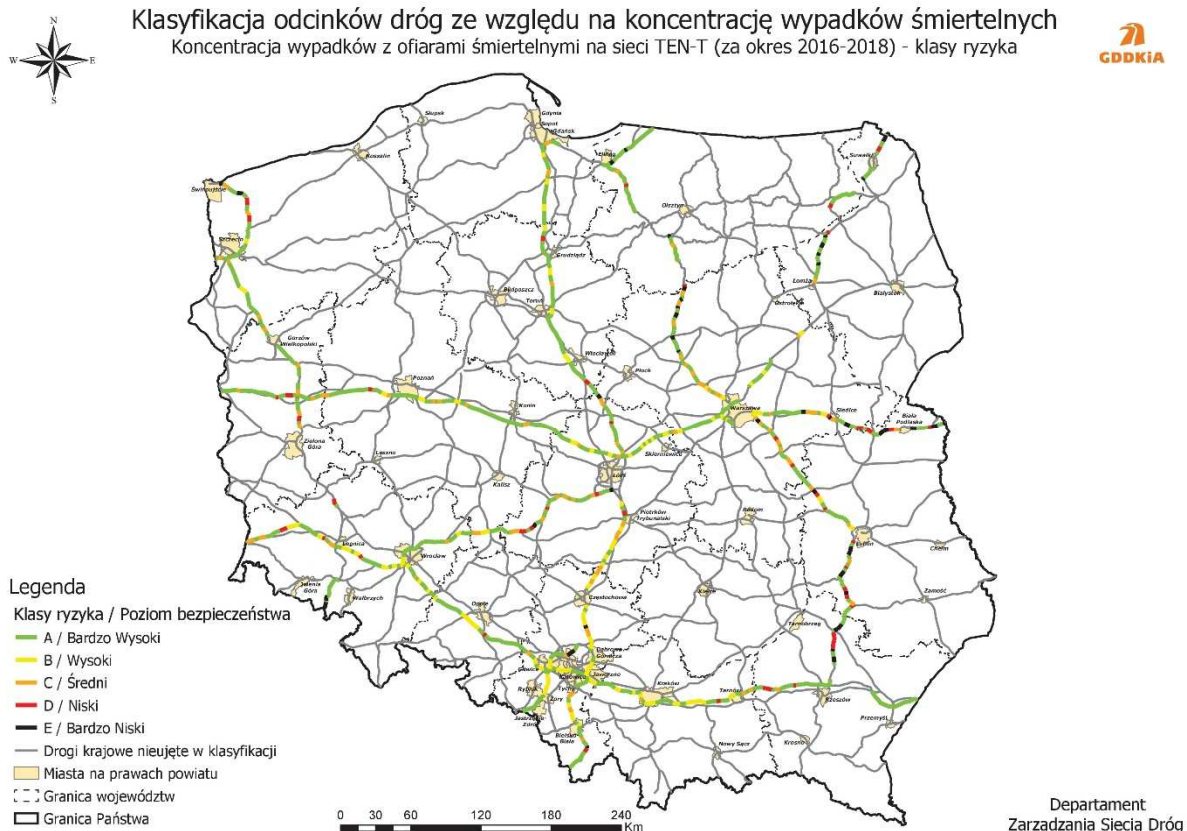 Klasyfikacja odcinków dróg ze względu na koncentrację wypadków śmiertelnych
Koncentracja wypadków z ofiarami śmiertelnymi na sieci TEN-T (za okres 2016-2018) - klasy ryzyka
GDDKiA
N
W
E
S
Słupsk
Gdynia
Sopot
Gdańsk
Koszalin
Elbląg
Suwałki
Świnoujście
Olsztyn
Szczecin
Grudziądz
Łomża
Białystok
Ostrołęka
Bydgoszcz
Toruń
Gorzów
Wielkopolski
Włocławek
Płock
Poznań
Konin
Warszawa
Siedlce
Biała
Podlaska
Zielona
Góra
Leszno
Skierniewice
Łódź
Kalisz
Piotrków
Trybunalski
Radom
Legnica
Wrocław
Lublin
Chełm
Jelenia
Góra
Wałbrzych
Opole
Częstochowa
Kielce
Zamość
Tarnobrzeg
Dąbrowa
Górnicza
Gliwice
Katowice
Jaworzno
Tychy
Rybnik
Żory
Jastrzębie
Zdrój
Kraków
Tarnów
Rzeszów
Przemyśl
Bielsko
Biała
Nowy Sącz
Krosno
Legenda
Klasy ryzyka / Poziom bezpieczeństwa
A / Bardzo Wysoki
B / Wysoki
C / Średni
D / Niski
E / Bardzo Niski
Drogi krajowe nieujęte w klasyfikacji
Miasta na prawach powiatu
Granica województw
Granica Państwa
0 30 60 120 180 240
Km
Departament
Zarządzania Siecią Dróg